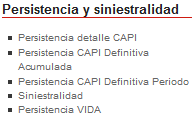 Persistencia y siniestralidad
Persistencia detalle CAPI
Persistencia CAPI Definitiva
Acumulada
Persistencia CAPI Definitiva Periodo
Siniestralidad
Persistencia VIDA